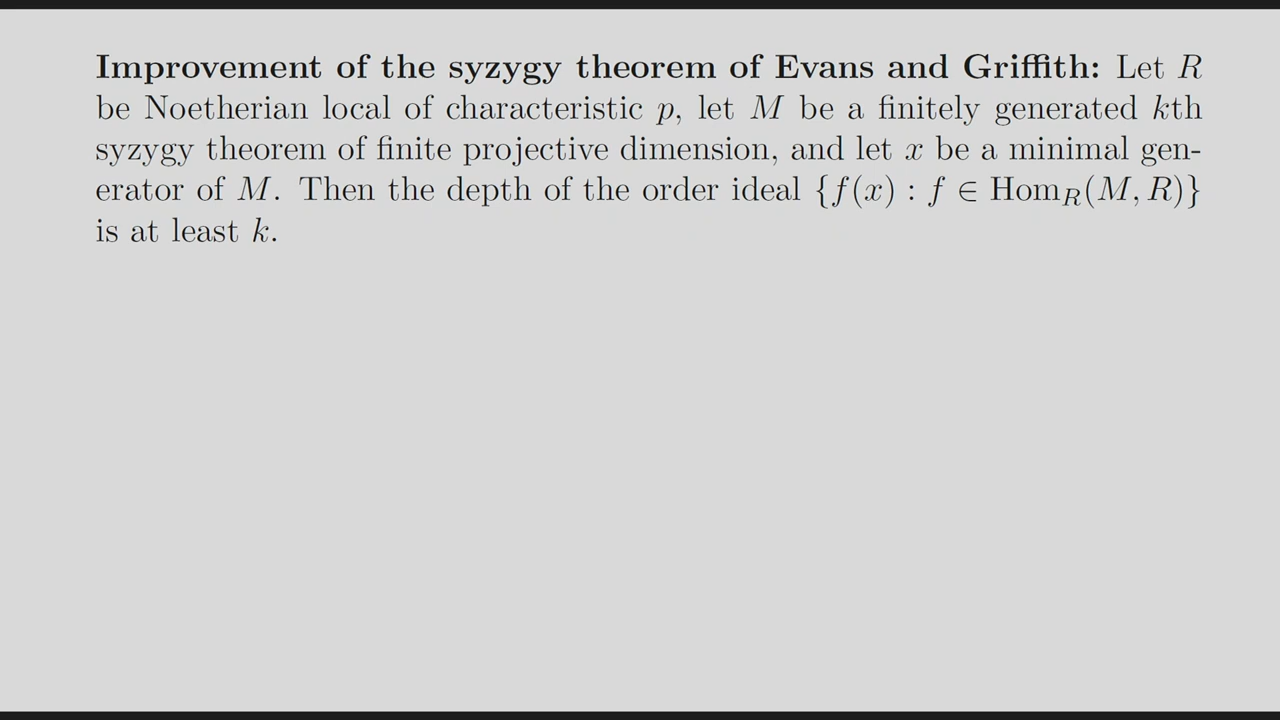 Improvement of the syzygy theorem of Evans and Griffith: Let R
be Noetherian local of characteristic p, let M be a finitely generated kth
syzygy theorem of finite projective dimension, and let x be a minimal gen-
erator of M. Then the depth of the order ideal {f(x) : f ∈ Hom_R(M, R)}
is at least k.